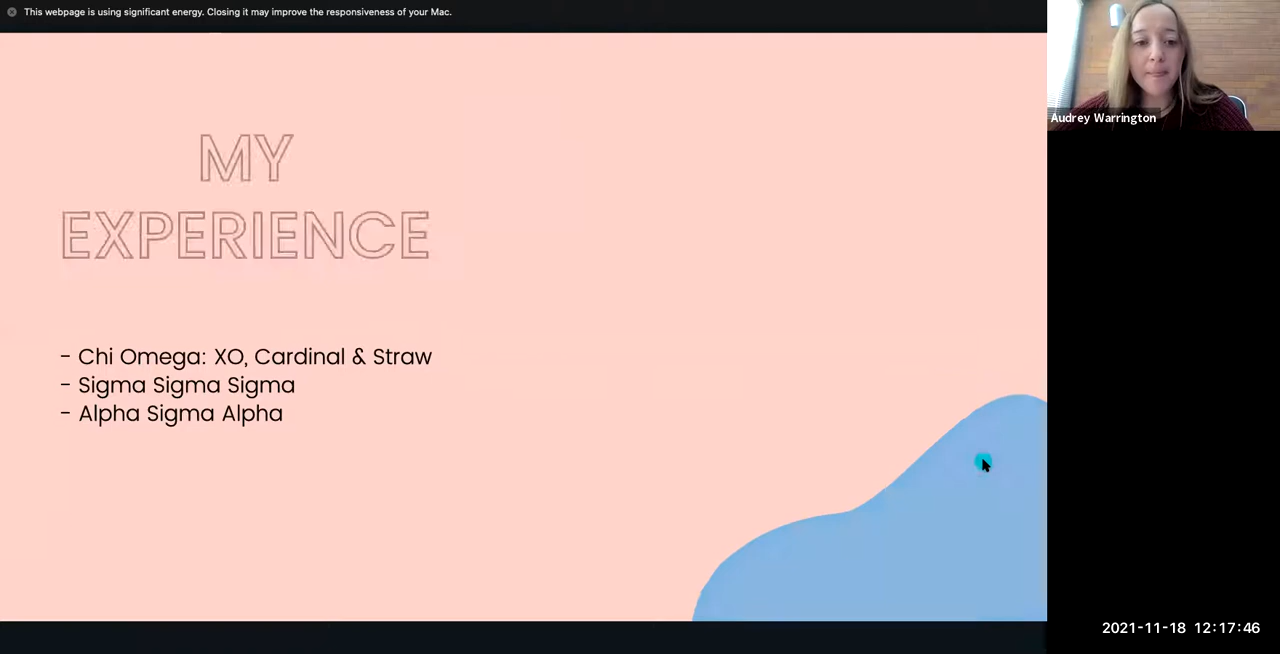 This webpage is using significant energy. Closing it may improve the responsiveness of your Mac.
Audrey Warrington
MY
EXPERIENCE
- Chi Omega: XO, Cardinal & Straw
- Sigma Sigma Sigma
- Alpha Sigma Alpha
2021-11-18 12:17:46